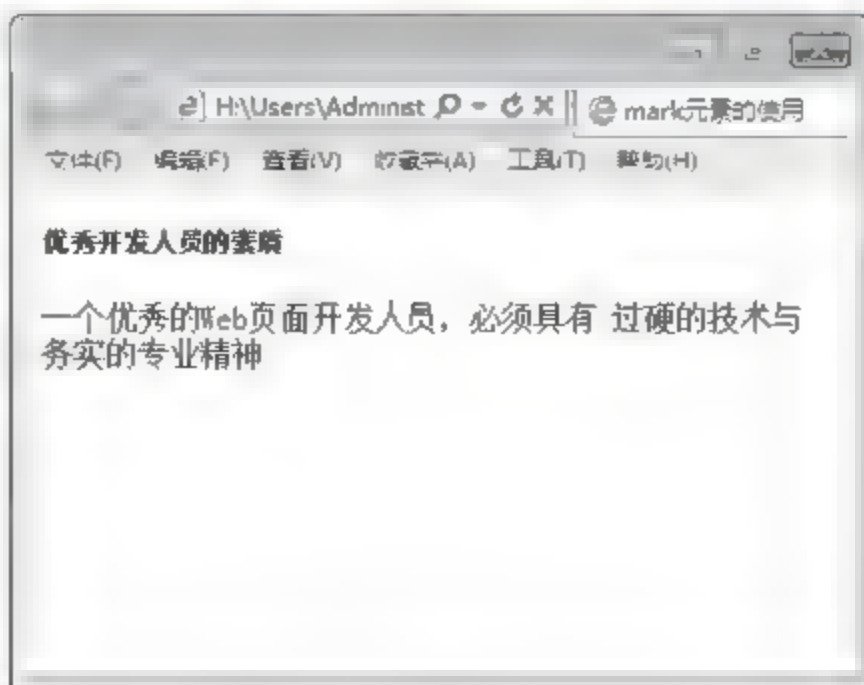 H:\Users\Administ
mark元素的使用
文件(F) 编辑(E) 查看(V) 收藏夹(A) 工具(T) 帮助(H)
优秀开发人员的素质
一个优秀的Web页面开发人员，必须具有 过硬的技术与
务实的专业精神